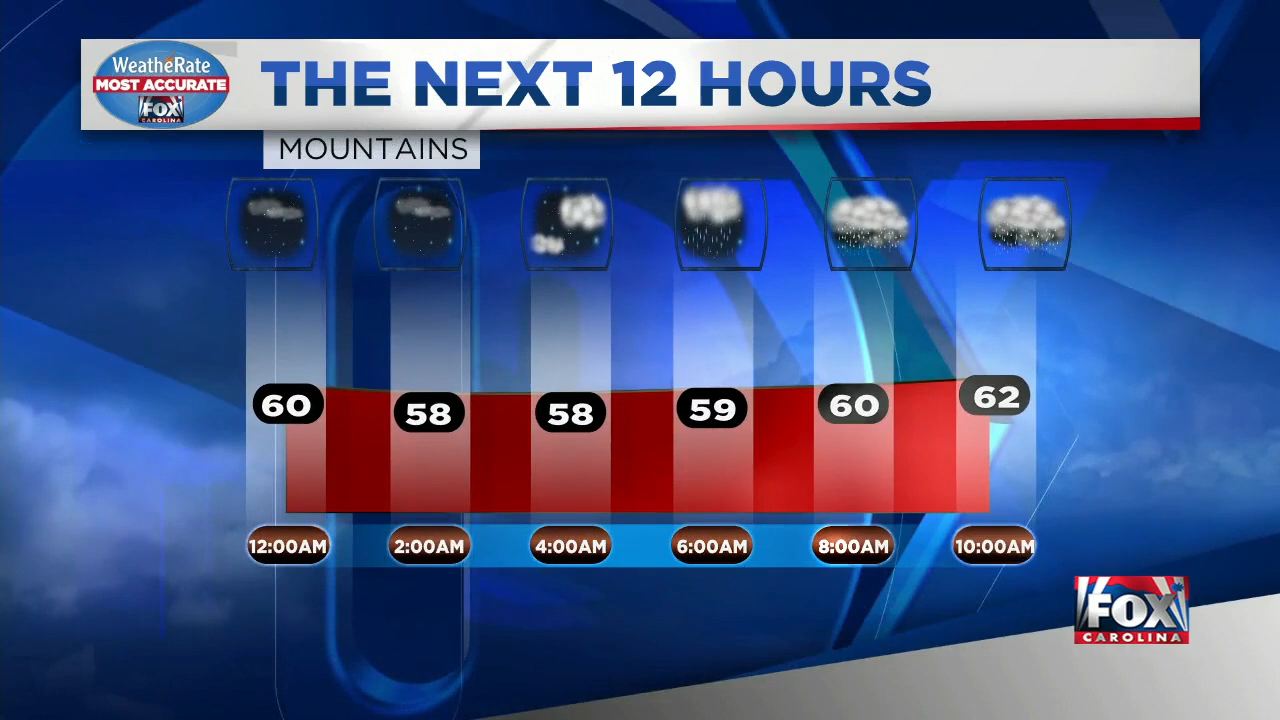 WeatheRate
MOST ACCURATE
FOX
CAROLINA
THE NEXT 12 HOURS
MOUNTAINS
60 58 58 59 60 62
12:00AM 2:00AM 4:00AM 6:00AM 8:00AM 10:00AM
FOX
CAROLINA